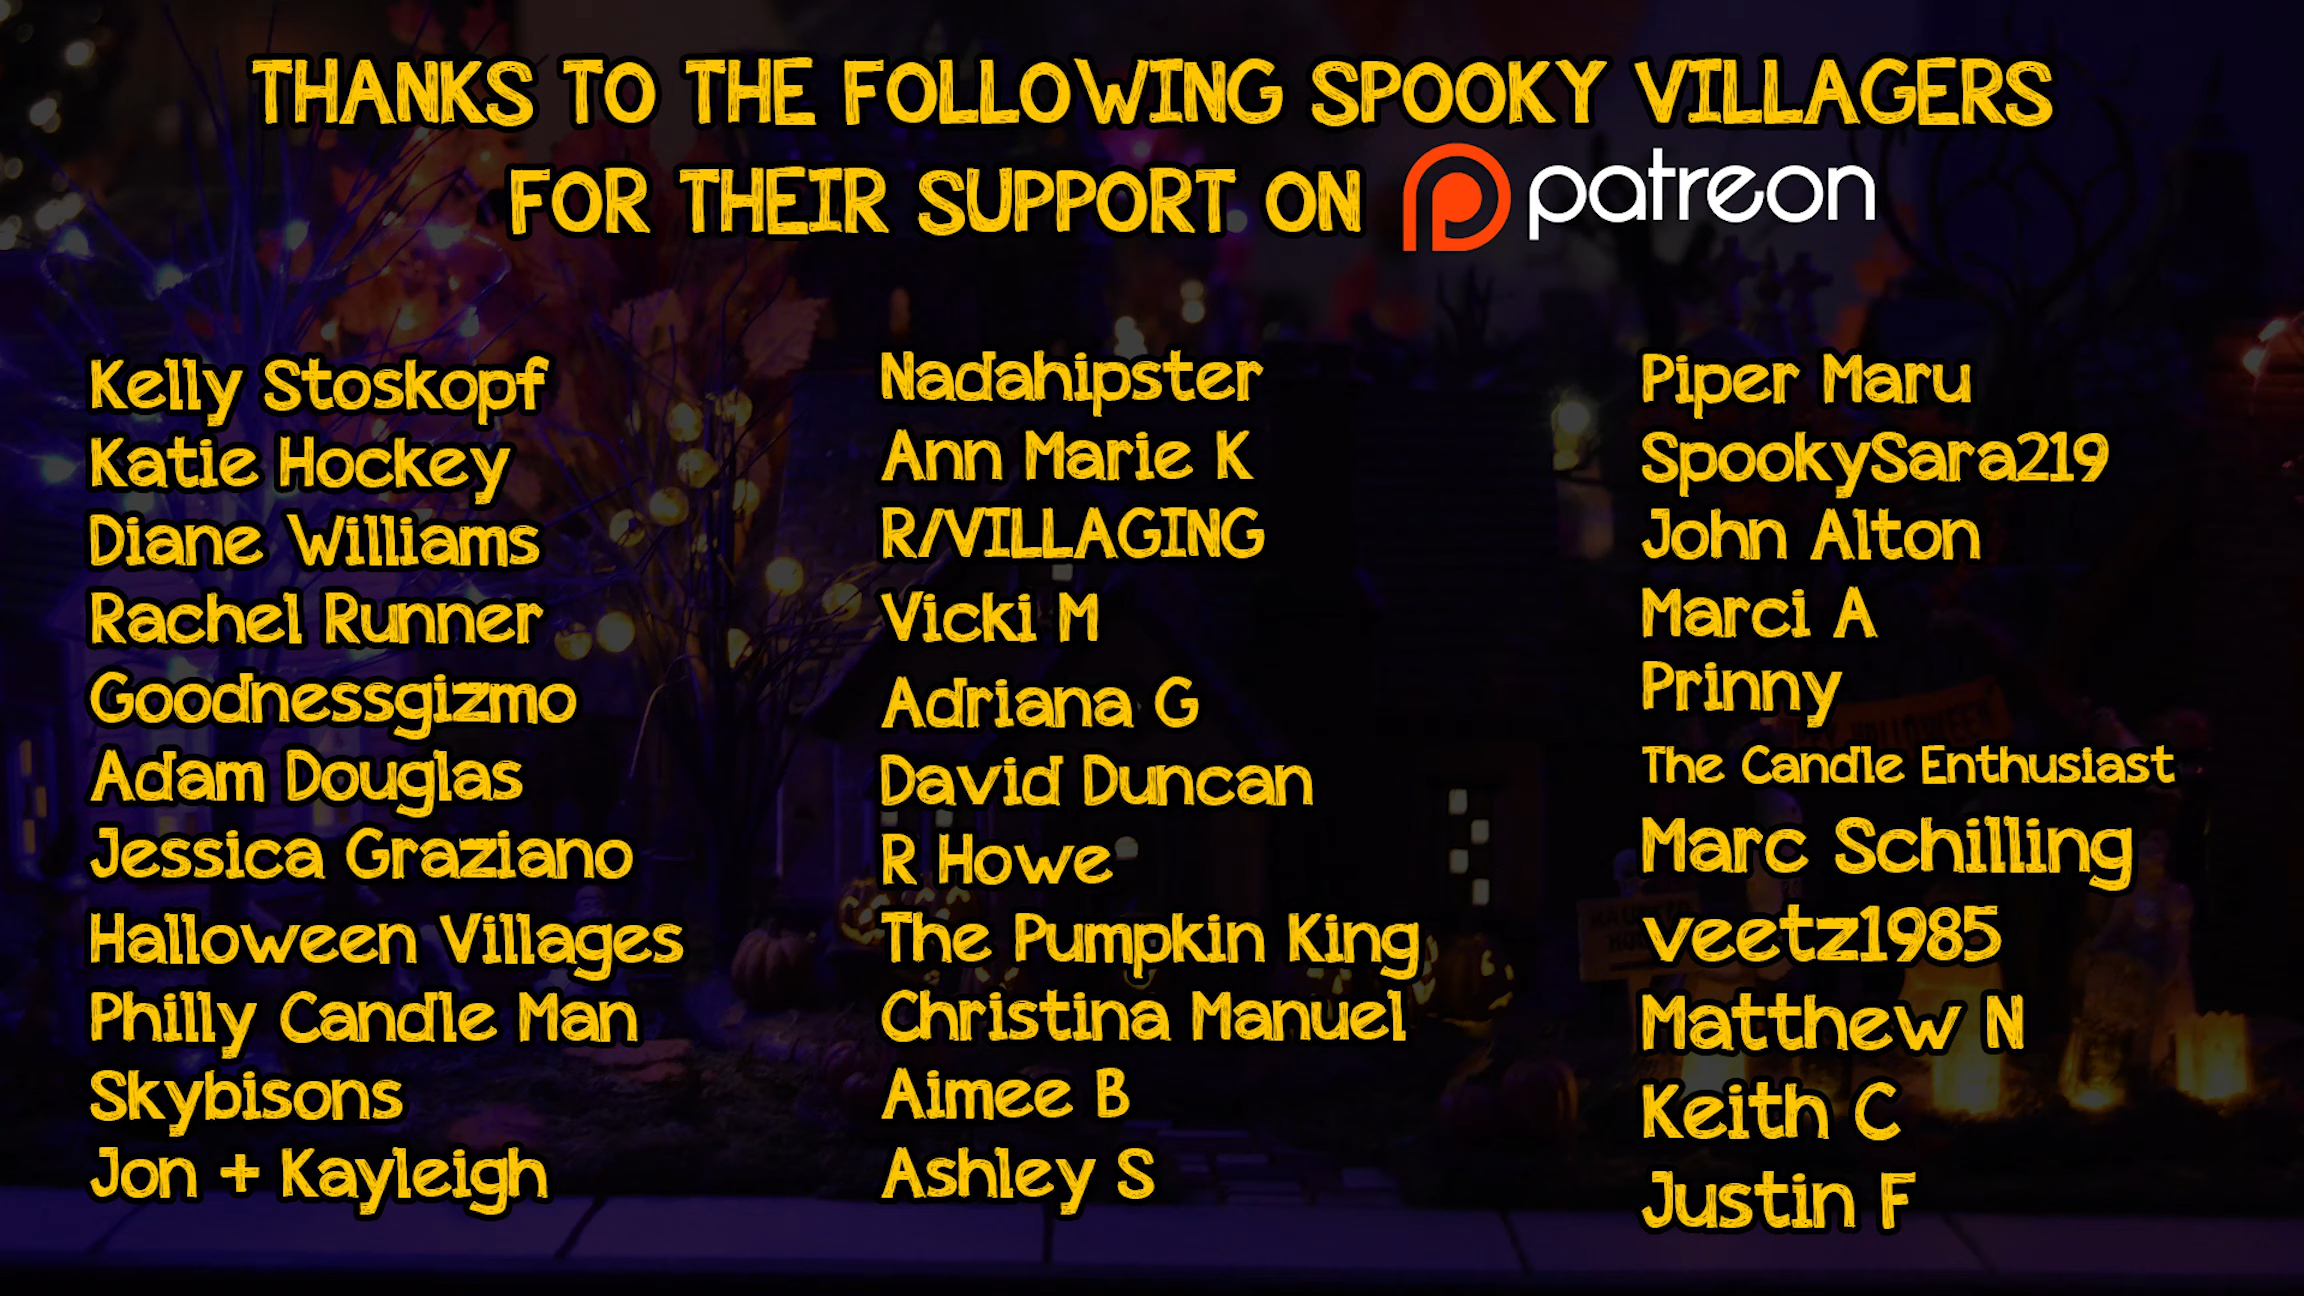 THANKS TO THE FOLLOWING SPOOKY VILLAGERS
FOR THEIR SUPPORT ON patreon
Kelly Stoskopf
Katie Hockey
Diane Williams
Rachel Runner
Goodnessgizmo
Adam Douglas
Jessica Graziano
Halloween Villages
Philly Candle Man
Skybisons
Jon + Kayleigh
Nadahipster
Ann Marie K
R/VILLAGING
Vicki M
Adriana G
David Duncan
R Howe
The Pumpkin King
Christina Manuel
Aimee B
Ashley S
Piper Maru
SpookySara219
John Alton
Marci A
Prinny
The Candle Enthusiast
Marc Schilling
veetz1985
Matthew N
Keith C
Justin F
HALLOWEEN
HAUNTED